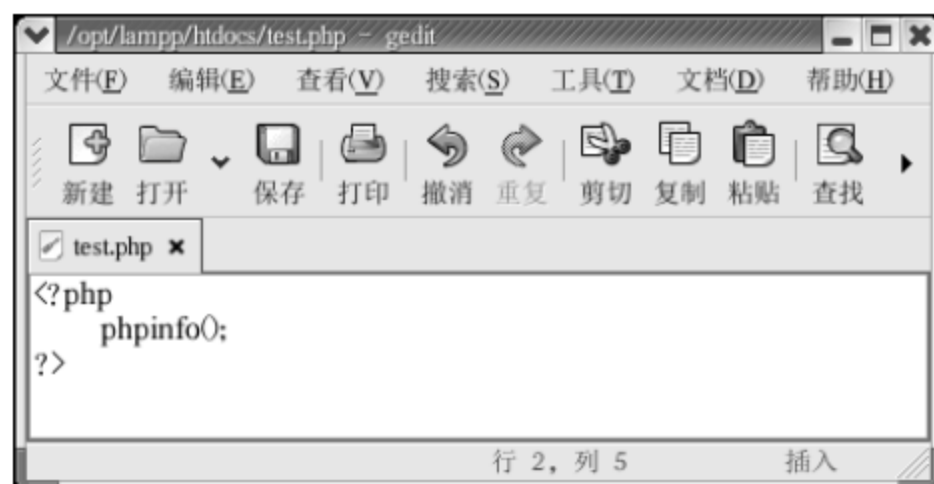 /opt/lampp/htdocs/test.php - gedit
文件(F) 编辑(E) 查看(V) 搜索(S) 工具(T) 文档(D) 帮助(H)
新建 打开 保存 打印 撤消 重复 剪切 复制 粘贴 查找
test.php
<?php
    phpinfo();
?>
行 2, 列 5 插入